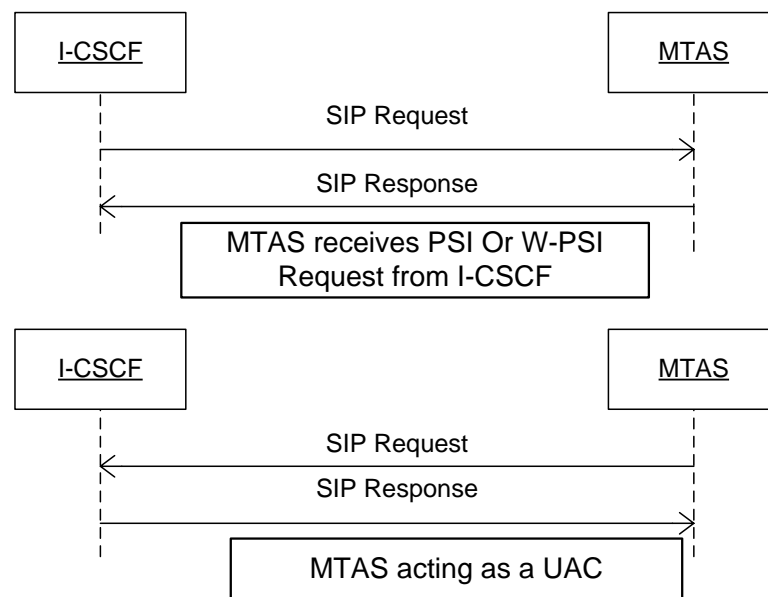 I-CSCF
MTAS
SIP Request
SIP Response
MTAS receives PSI Or W-PSI
Request from I-CSCF
I-CSCF
MTAS
SIP Request
SIP Response
MTAS acting as a UAC